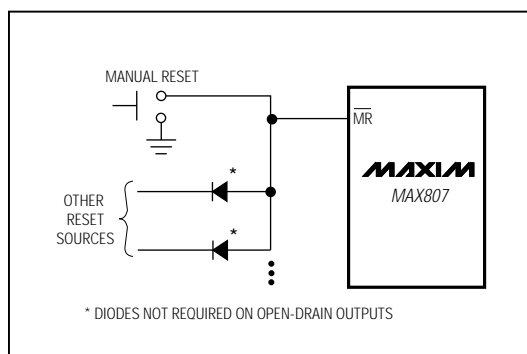 MANUAL RESET
MR
MAXIM
MAX807
*
OTHER
RESET
SOURCES
*
* DIODES NOT REQUIRED ON OPEN-DRAIN OUTPUTS